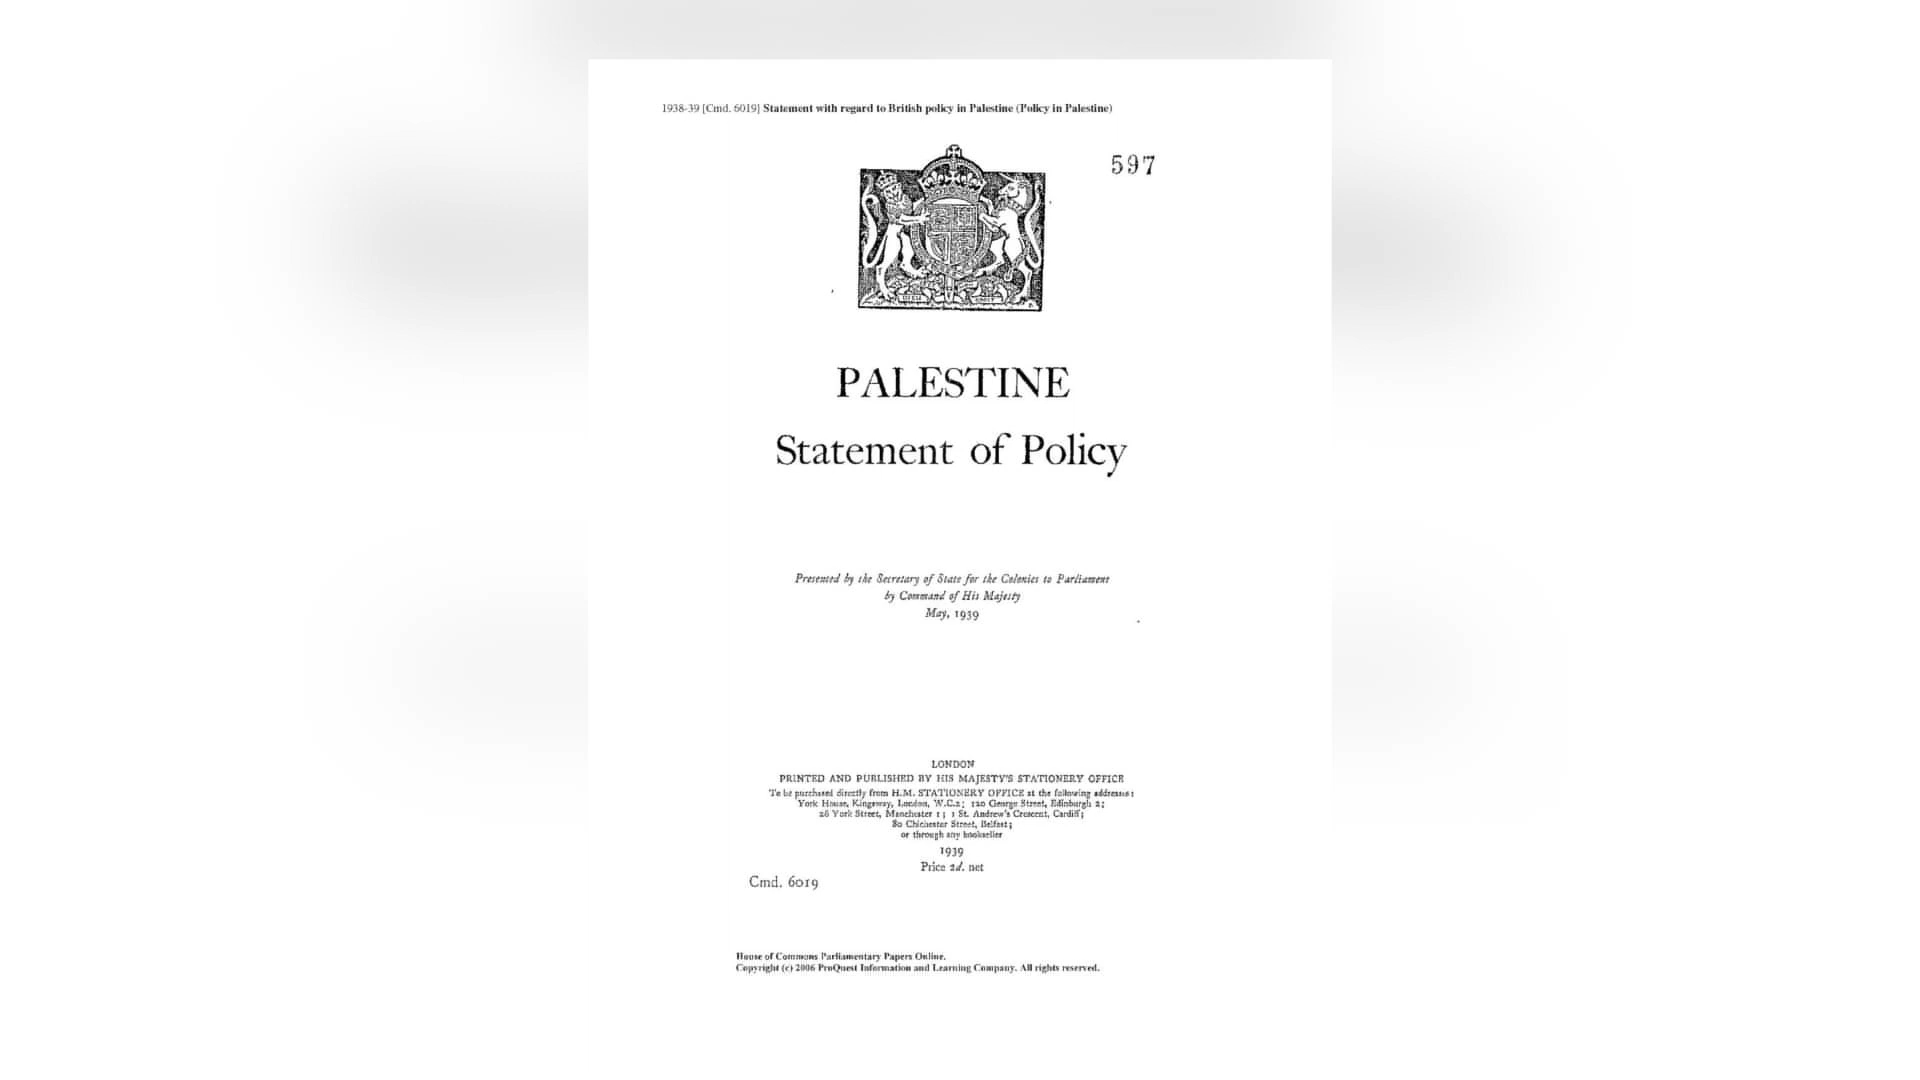 1938-39 [Cmd. 6019] Statement with regard to British policy in Palestine (Policy in Palestine)
597
PALESTINE
Statement of Policy
Presented by the Secretary of State for the Colonies to Parliament
by Command of His Majesty
May, 1939
LONDON
PRINTED AND PUBLISHED BY HIS MAJESTY'S STATIONERY OFFICE
To be purchased directly from H.M. STATIONERY OFFICE at the following addresses:
York House, Kingsway, London, W.C.2; 120 George Street, Edinburgh 2;
26 York Street, Manchester 1; 1 St. Andrew's Crescent, Cardiff;
80 Chichester Street, Belfast;
or through any bookseller
1939
Price 2d. net
Cmd. 6019
House of Commons Parliamentary Papers Online.
Copyright (c) 2006 ProQuest Information and Learning Company. All rights reserved.